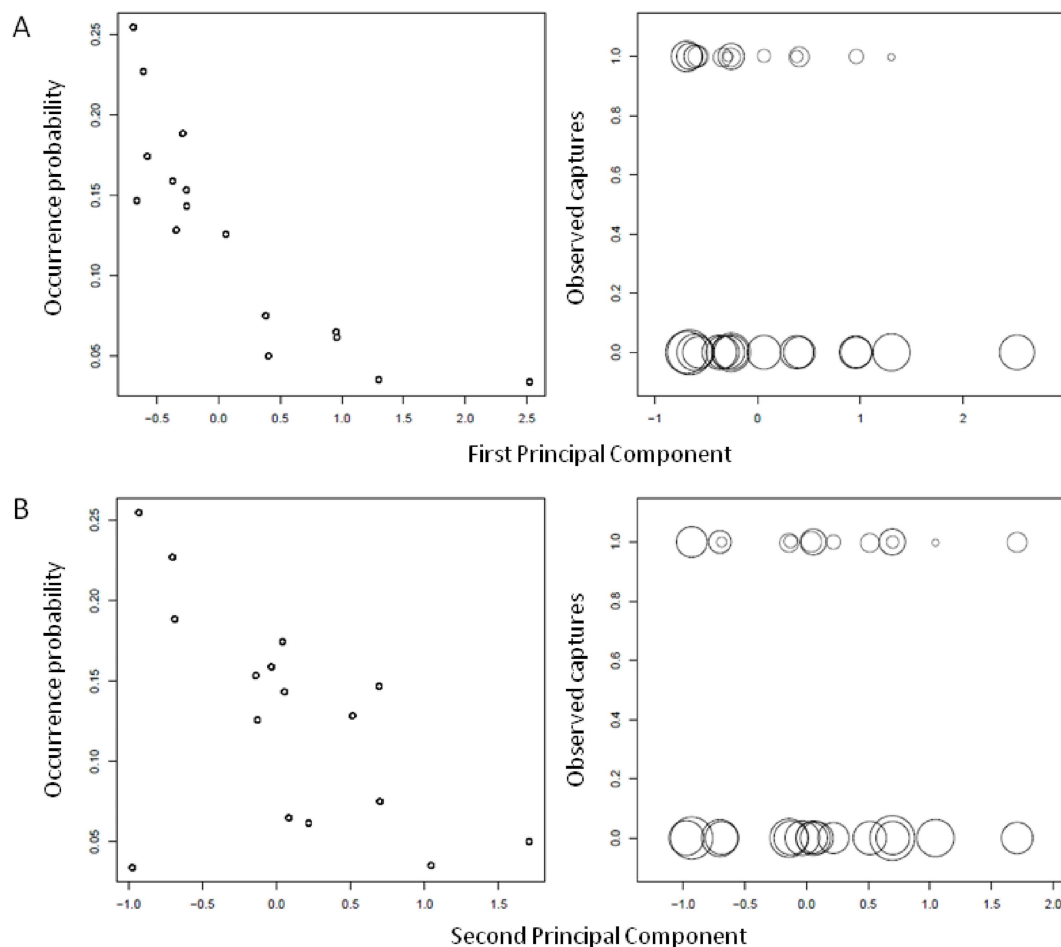 A
Occurrence probability
0.25
0.20
0.15
0.10
0.05
−0.5 0.0 0.5 1.0 1.5 2.0 2.5
Observed captures
1.0
0.8
0.6
0.4
0.2
0.0
−1 0 1 2
First Principal Component
B
Occurrence probability
0.25
0.20
0.15
0.10
0.05
−1.0 −0.5 0.0 0.5 1.0 1.5
Observed captures
1.0
0.8
0.6
0.4
0.2
0.0
−1.0 −0.5 0.0 0.5 1.0 1.5 2.0
Second Principal Component